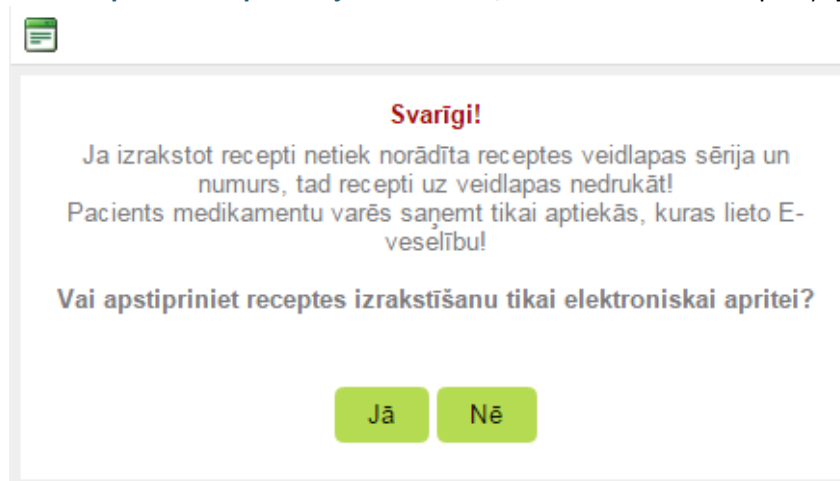 Svarīgi!
Ja izrakstot recepti netiek norādīta receptes veidlapas sērija un
numurs, tad recepti uz veidlapas nedrukāt!
Pacients medikamentu varēs saņemt tikai aptiekās, kuras lieto E-
veselību!
Vai apstipriniet receptes izrakstīšanu tikai elektroniskai apritei?
Jā Nē